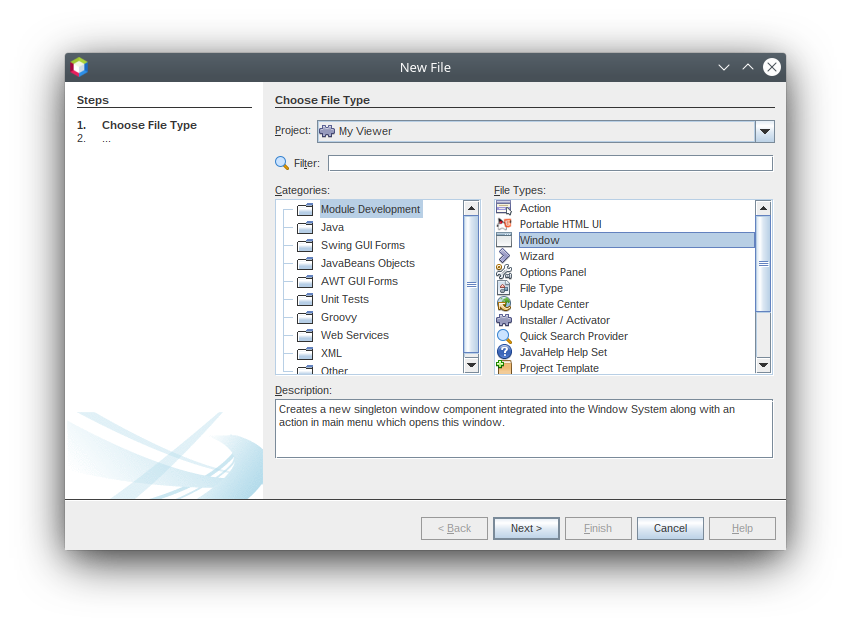 New File
Steps
1. Choose File Type
2. ...
Choose File Type
Project: My Viewer
Filter:
Categories:
Module Development
Java
Swing GUI Forms
JavaBeans Objects
AWT GUI Forms
Unit Tests
Groovy
Web Services
XML
Other
File Types:
Action
Portable HTML UI
Window
Wizard
Options Panel
File Type
Update Center
Installer / Activator
Quick Search Provider
JavaHelp Help Set
Project Template
Description:
Creates a new singleton window component integrated into the Window System along with an
action in main menu which opens this window.
< Back Next > Finish Cancel Help